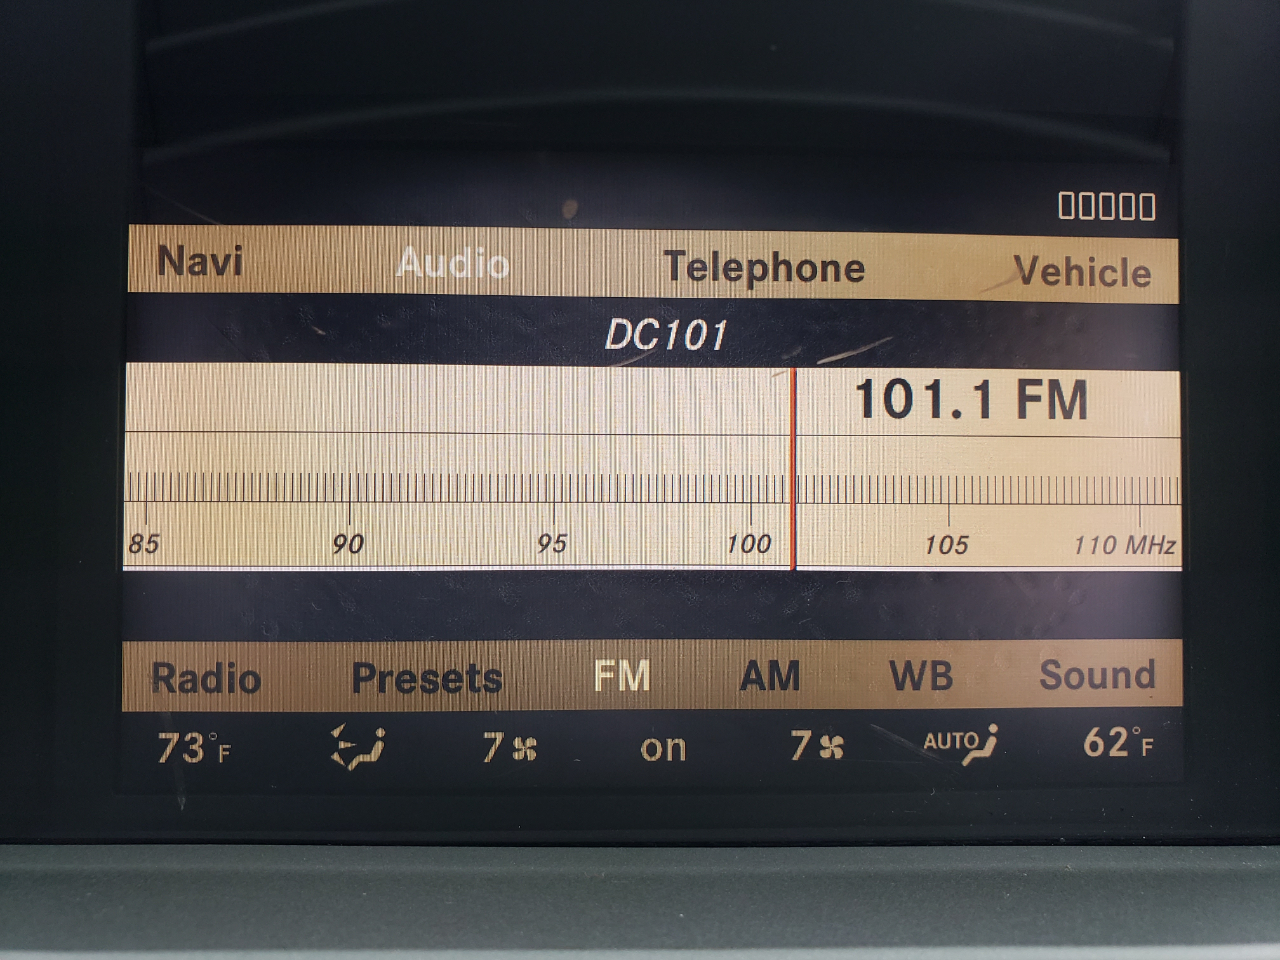 Navi Audio Telephone Vehicle
DC101
101.1 FM
85 90 95 100 105 110 MHz
Radio Presets FM AM WB Sound
73°F 7 on 7 AUTO 62°F